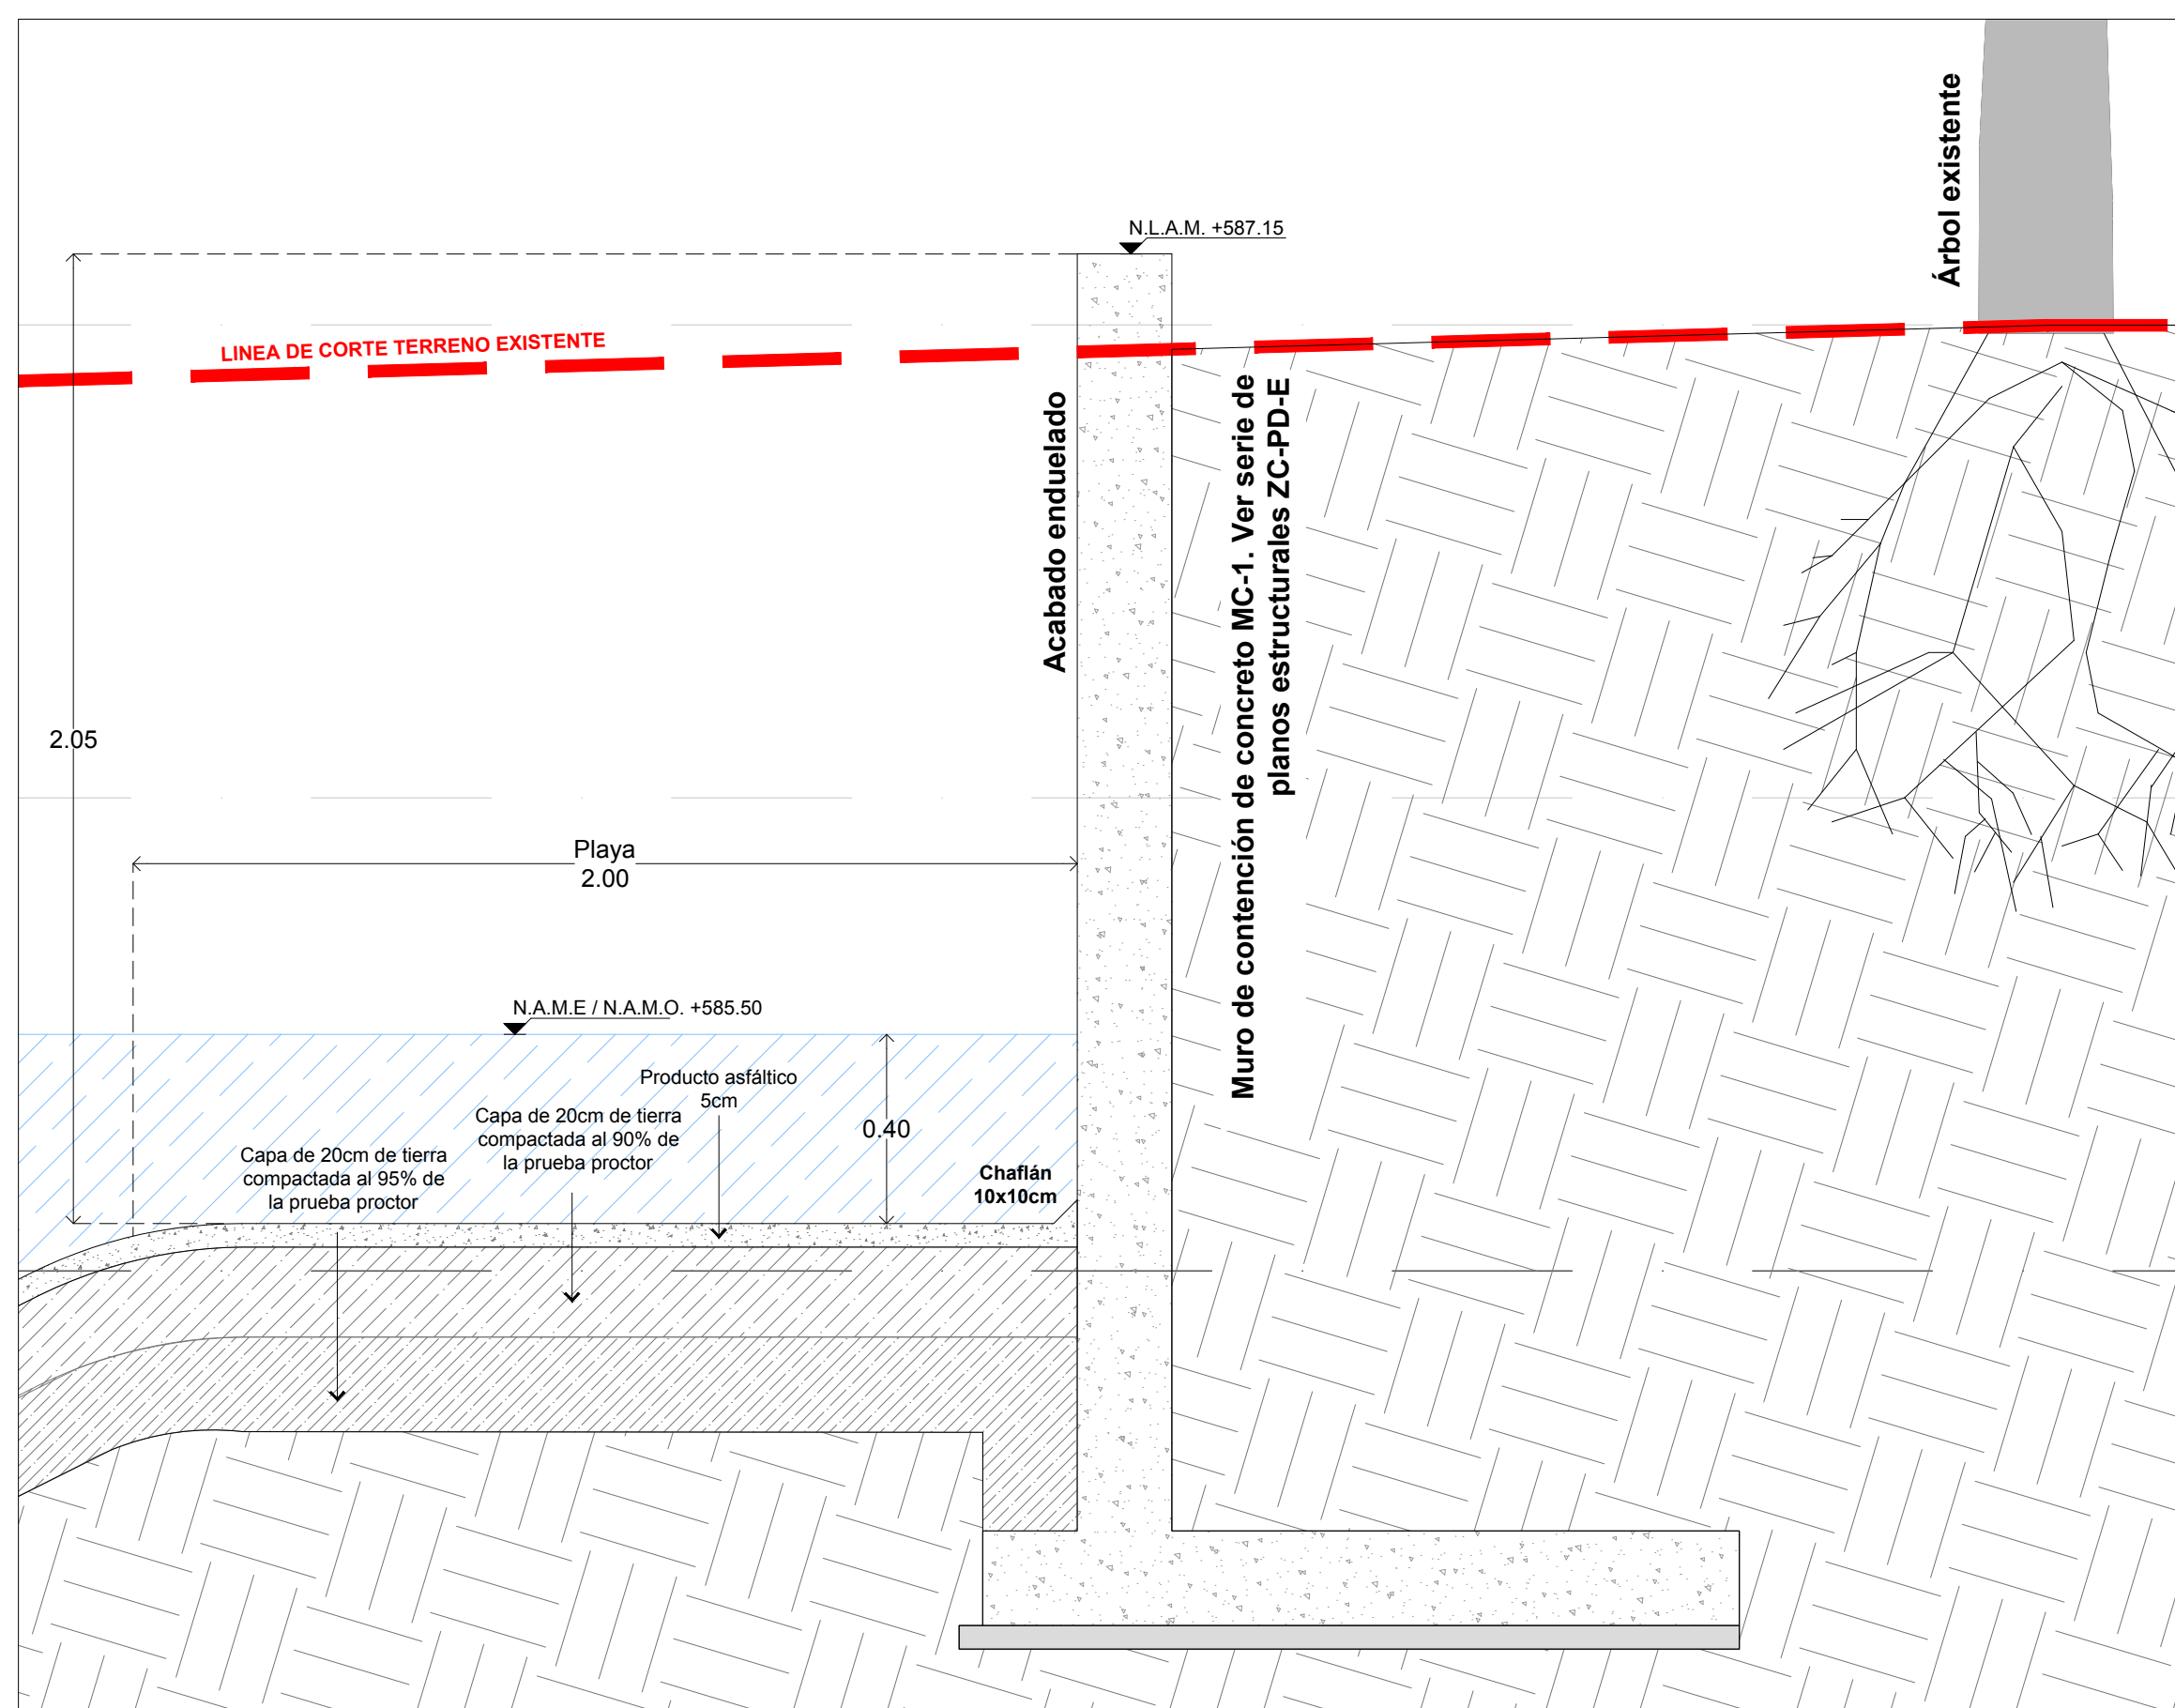 Árbol existente
N.L.A.M. +587.15
LINEA DE CORTE TERRENO EXISTENTE
Acabado enduelado
Muro de contención de concreto MC-1. Ver serie de
planos estructurales ZC-PD-E
2.05
Playa
2.00
N.A.M.E / N.A.M.O. +585.50
Producto asfáltico
5cm
Capa de 20cm de tierra
compactada al 90% de
la prueba proctor
0.40
Capa de 20cm de tierra
compactada al 95% de
la prueba proctor
Chaflán
10x10cm